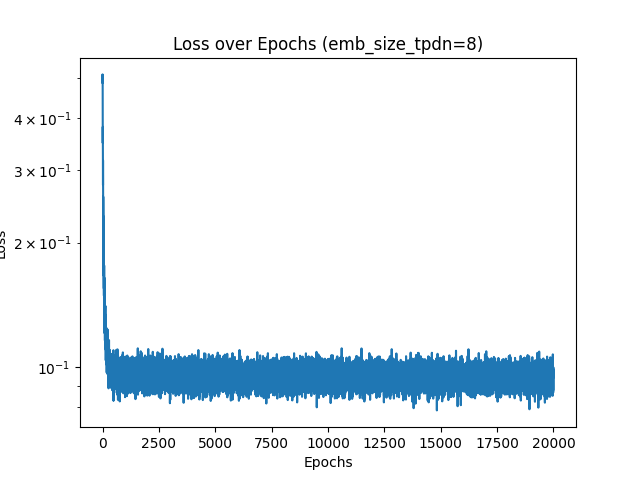 Loss over Epochs (emb_size_tpdn=8)
4 × 10⁻¹
3 × 10⁻¹
2 × 10⁻¹
10⁻¹
Loss
0 2500 5000 7500 10000 12500 15000 17500 20000
Epochs